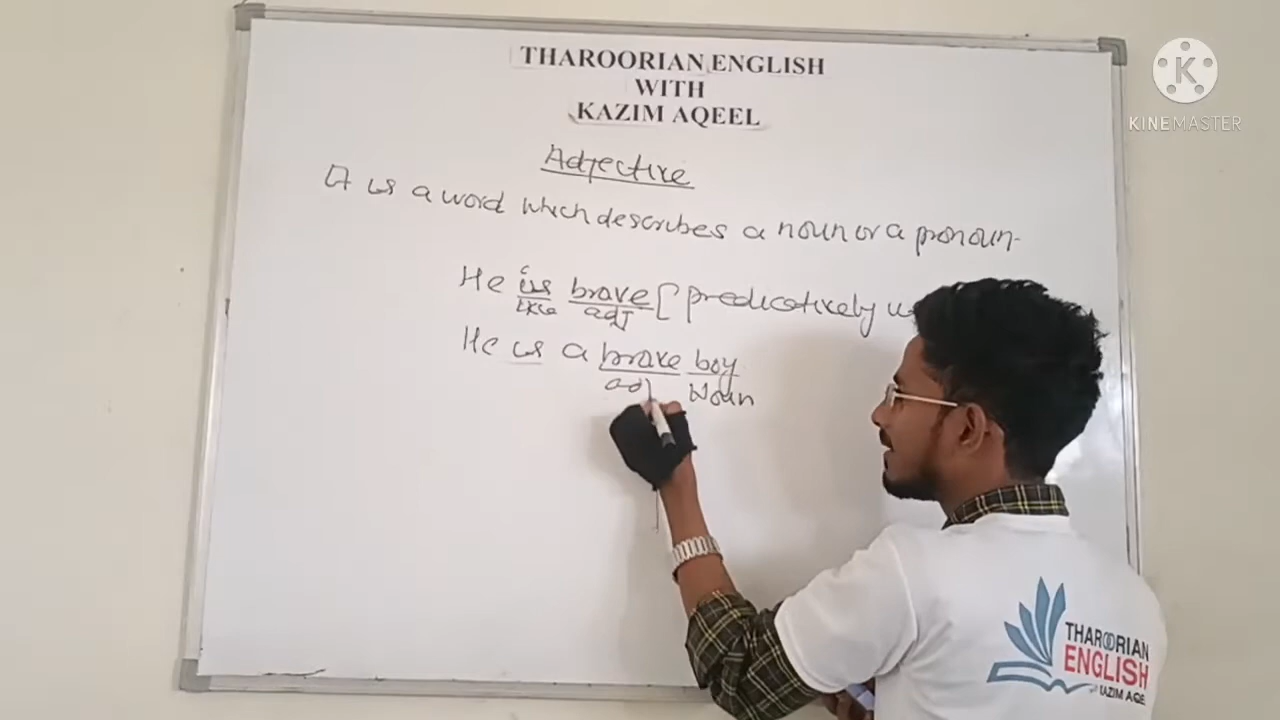 THAROORIAN ENGLISH
WITH
KAZIM AQEEL
KINEMASTER
Adjective
It is a word which describes a noun or a pronoun.
He is brave [ predicatively
adj
He is a brave boy
adj Noun
THAROORIAN
ENGLISH